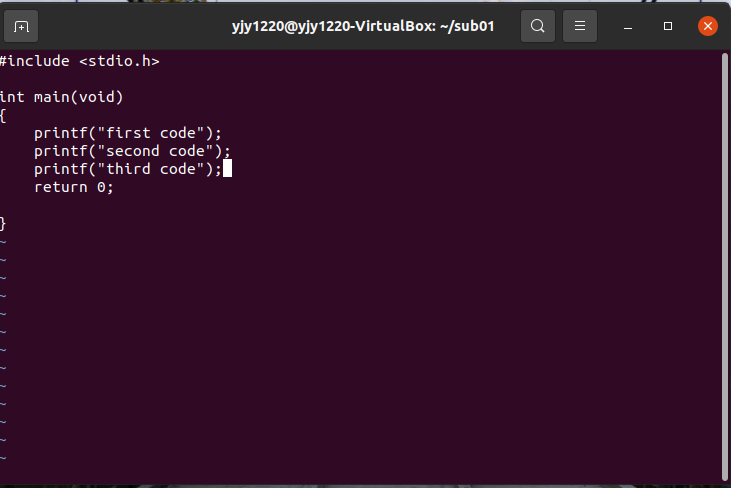 yjy1220@yjy1220-VirtualBox: ~/sub01
#include <stdio.h>

int main(void)
{
    printf("first code");
    printf("second code");
    printf("third code");
    return 0;

}
~
~
~
~
~
~
~
~
~
~
~
~
~